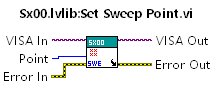 Sx00.lvlib:Set Sweep Point.vi
VISA In
VISA Out
SX00
Point
Error In
SWE
Error Out